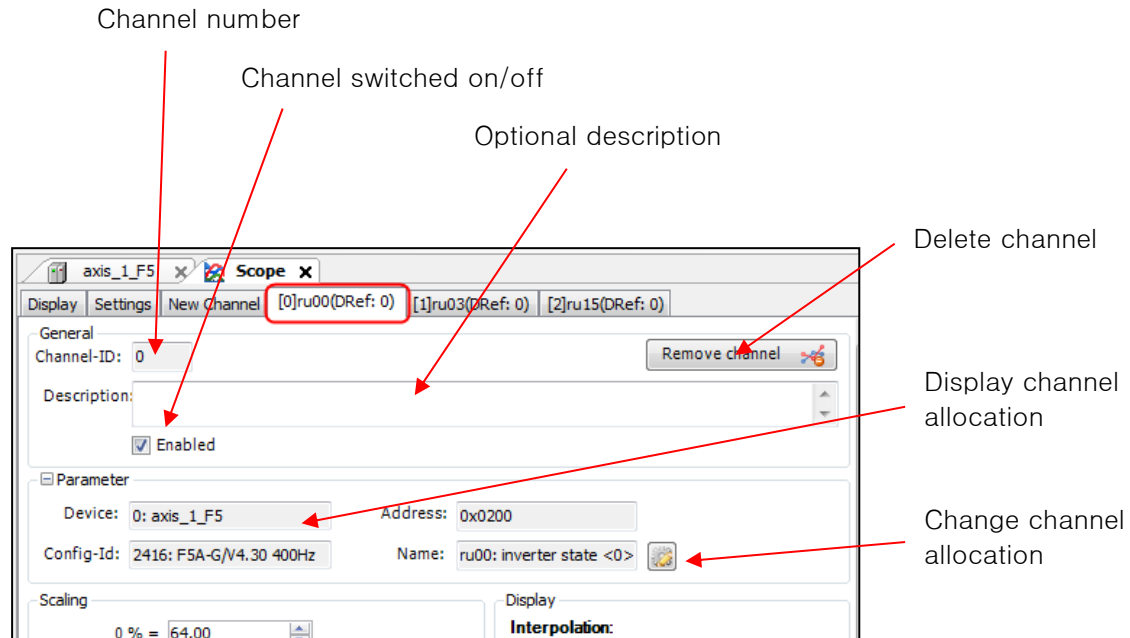 Channel number
Channel switched on/off
Optional description
Delete channel
axis_1_F5 Scope
Display Settings New Channel [0]ru00(DRef: 0) [1]ru03(DRef: 0) [2]ru15(DRef: 0)
General
Channel-ID: 0 Remove channel
Description:
Display channel
allocation
Enabled
Parameter
Device: 0: axis_1_F5 Address: 0x0200
Change channel
allocation
Config-Id: 2416: F5A-G/V4.30 400Hz Name: ru00: inverter state <0>
Scaling Display
0 % = 64.00 Interpolation: